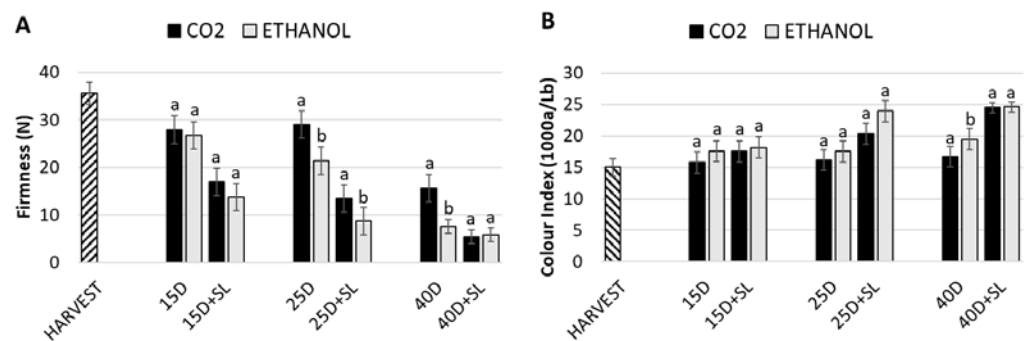 A
CO2 ETHANOL
Firmness (N)
40
30
20
10
0
a a a a a b a b a b a a
HARVEST 15D 15D+SL 25D 25D+SL 40D 40D+SL
B
CO2 ETHANOL
Colour Index (1000a/Lb)
30
25
20
15
10
5
0
a a a a a a a a a b a a
HARVEST 15D 15D+SL 25D 25D+SL 40D 40D+SL